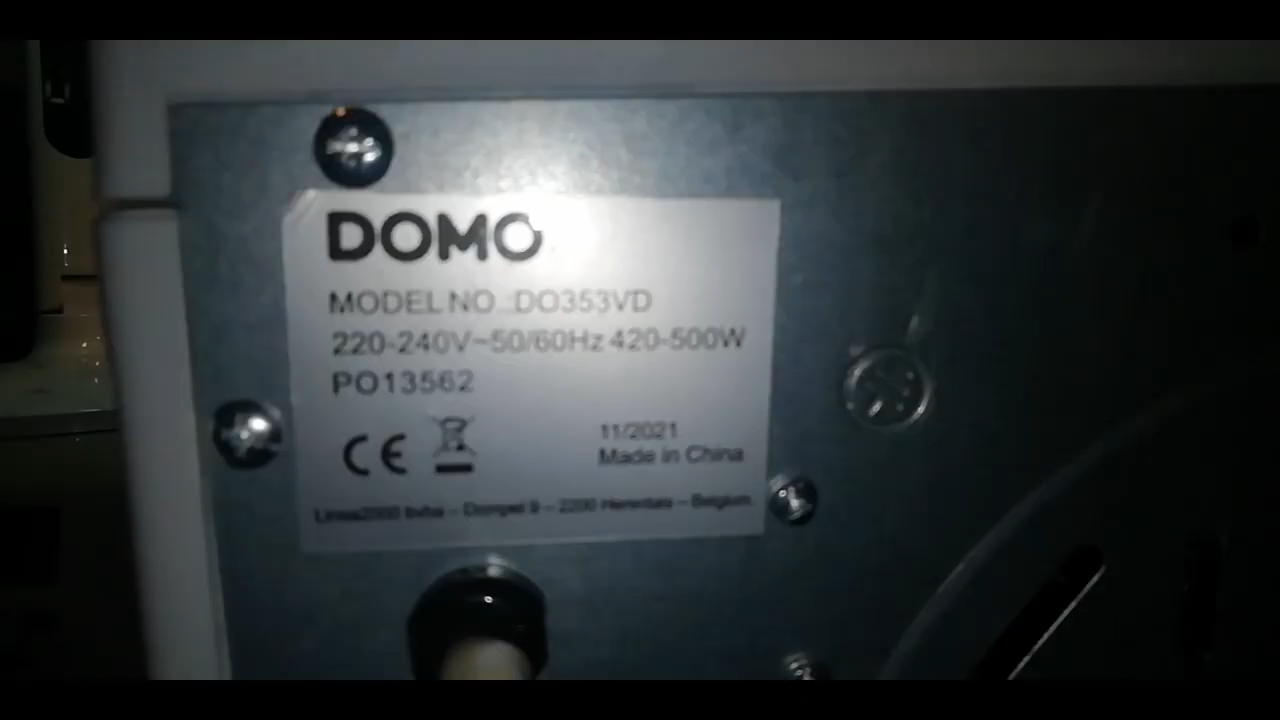 DOMO
MODEL NO.:DO353VD
220-240V~50/60Hz 420-500W
PO13562
CE
11/2021
Made in China
Linea2000 bvba – Dompel 9 – 2200 Herentals – Belgium